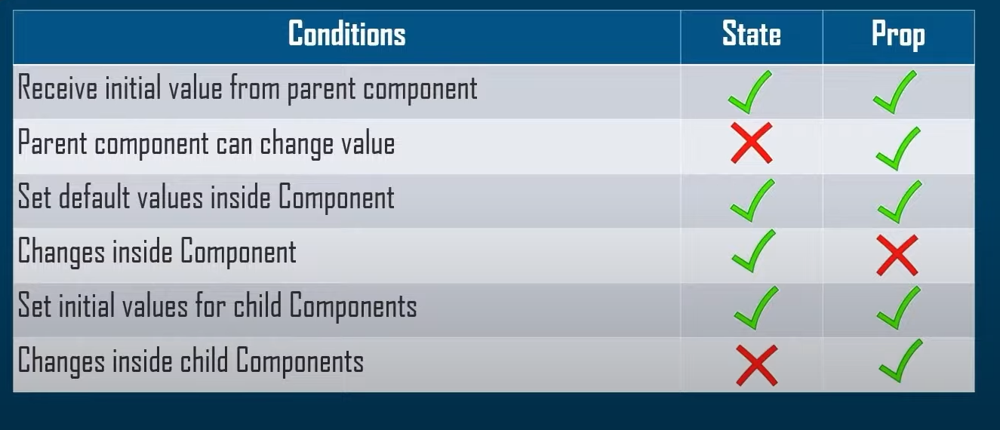 Conditions State Prop
Receive initial value from parent component
Parent component can change value
Set default values inside Component
Changes inside Component
Set initial values for child Components
Changes inside child Components